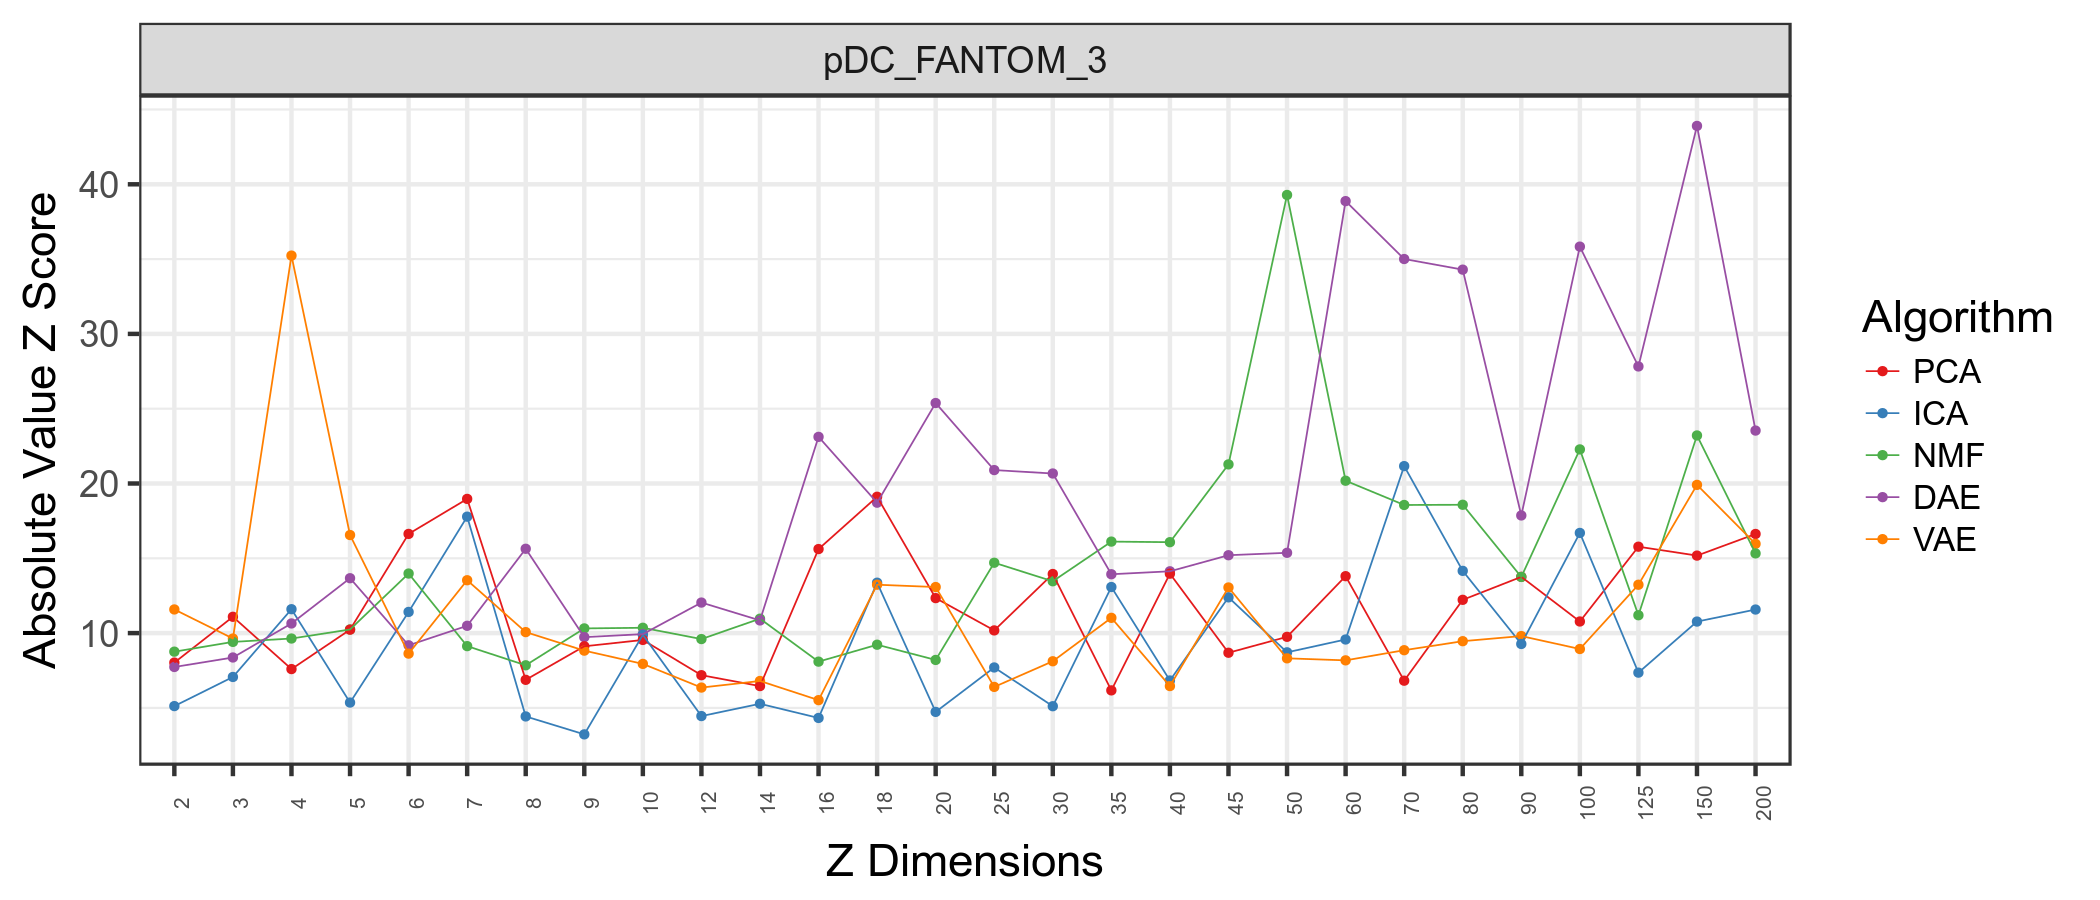 pDC_FANTOM_3
Absolute Value Z Score
40
30
20
10
2 3 4 5 6 7 8 9 10 12 14 16 18 20 25 30 35 40 45 50 60 70 80 90 100 125 150 200
Z Dimensions
Algorithm
PCA
ICA
NMF
DAE
VAE